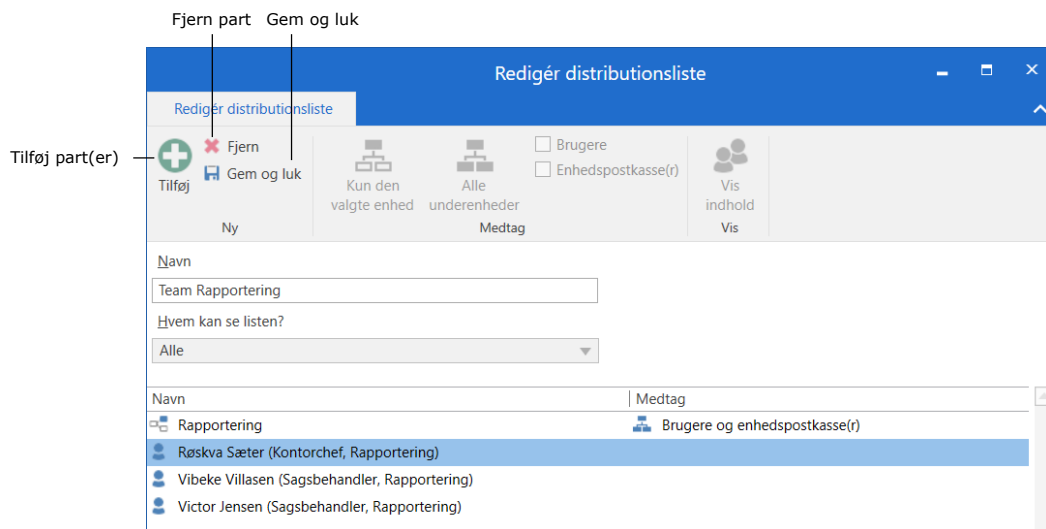 Fjern part Gem og luk
Redigér distributionsliste
Redigér distributionsliste
Tilføj part(er)
Tilføj
Fjern
Gem og luk
Ny
Kun den
valgte enhed
Alle
underenheder
Brugere
Enhedspostkasse(r)
Medtag
Vis
indhold
Vis
Navn
Team Rapportering
Hvem kan se listen?
Alle
Navn Medtag
Rapportering Brugere og enhedspostkasse(r)
Røskva Sæter (Kontorchef, Rapportering)
Vibeke Villasen (Sagsbehandler, Rapportering)
Victor Jensen (Sagsbehandler, Rapportering)